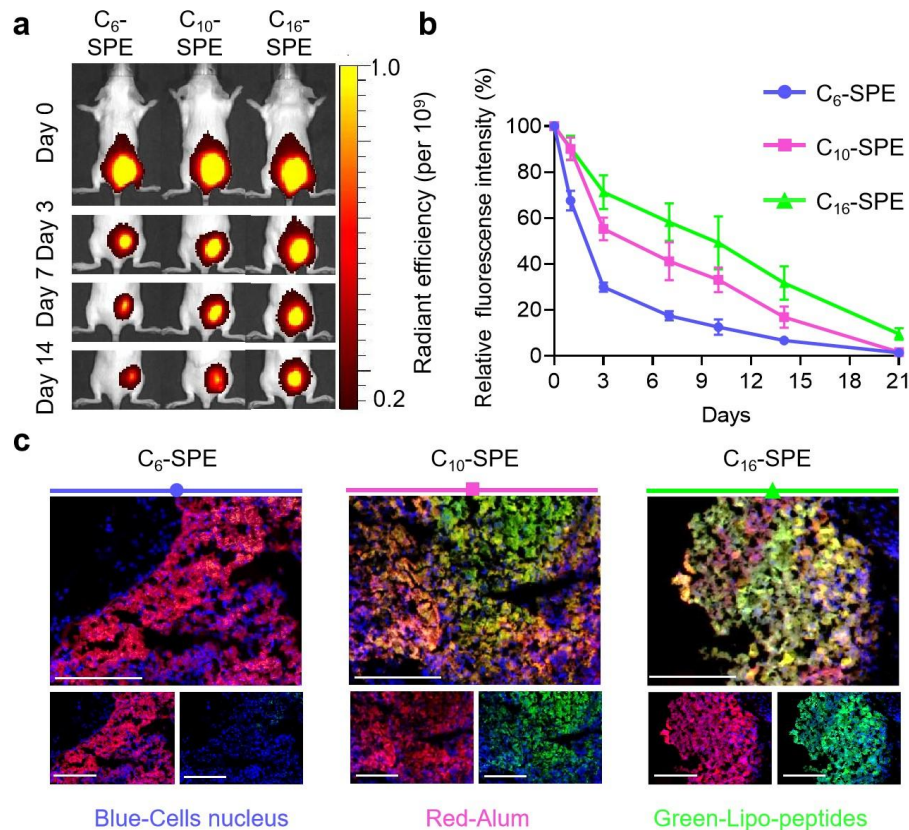 a
C₆-
SPE
C₁₀-
SPE
C₁₆-
SPE
Day 0
Day 3
Day 7
Day 14
1.0
0.2
Radiant efficiency (per 10⁹)
b
Relative fluorescense intensity (%)
100
80
60
40
20
0
0 3 6 9 12 15 18 21
Days
C₆-SPE
C₁₀-SPE
C₁₆-SPE
c
C₆-SPE
C₁₀-SPE
C₁₆-SPE
Blue-Cells nucleus
Red-Alum
Green-Lipo-peptides